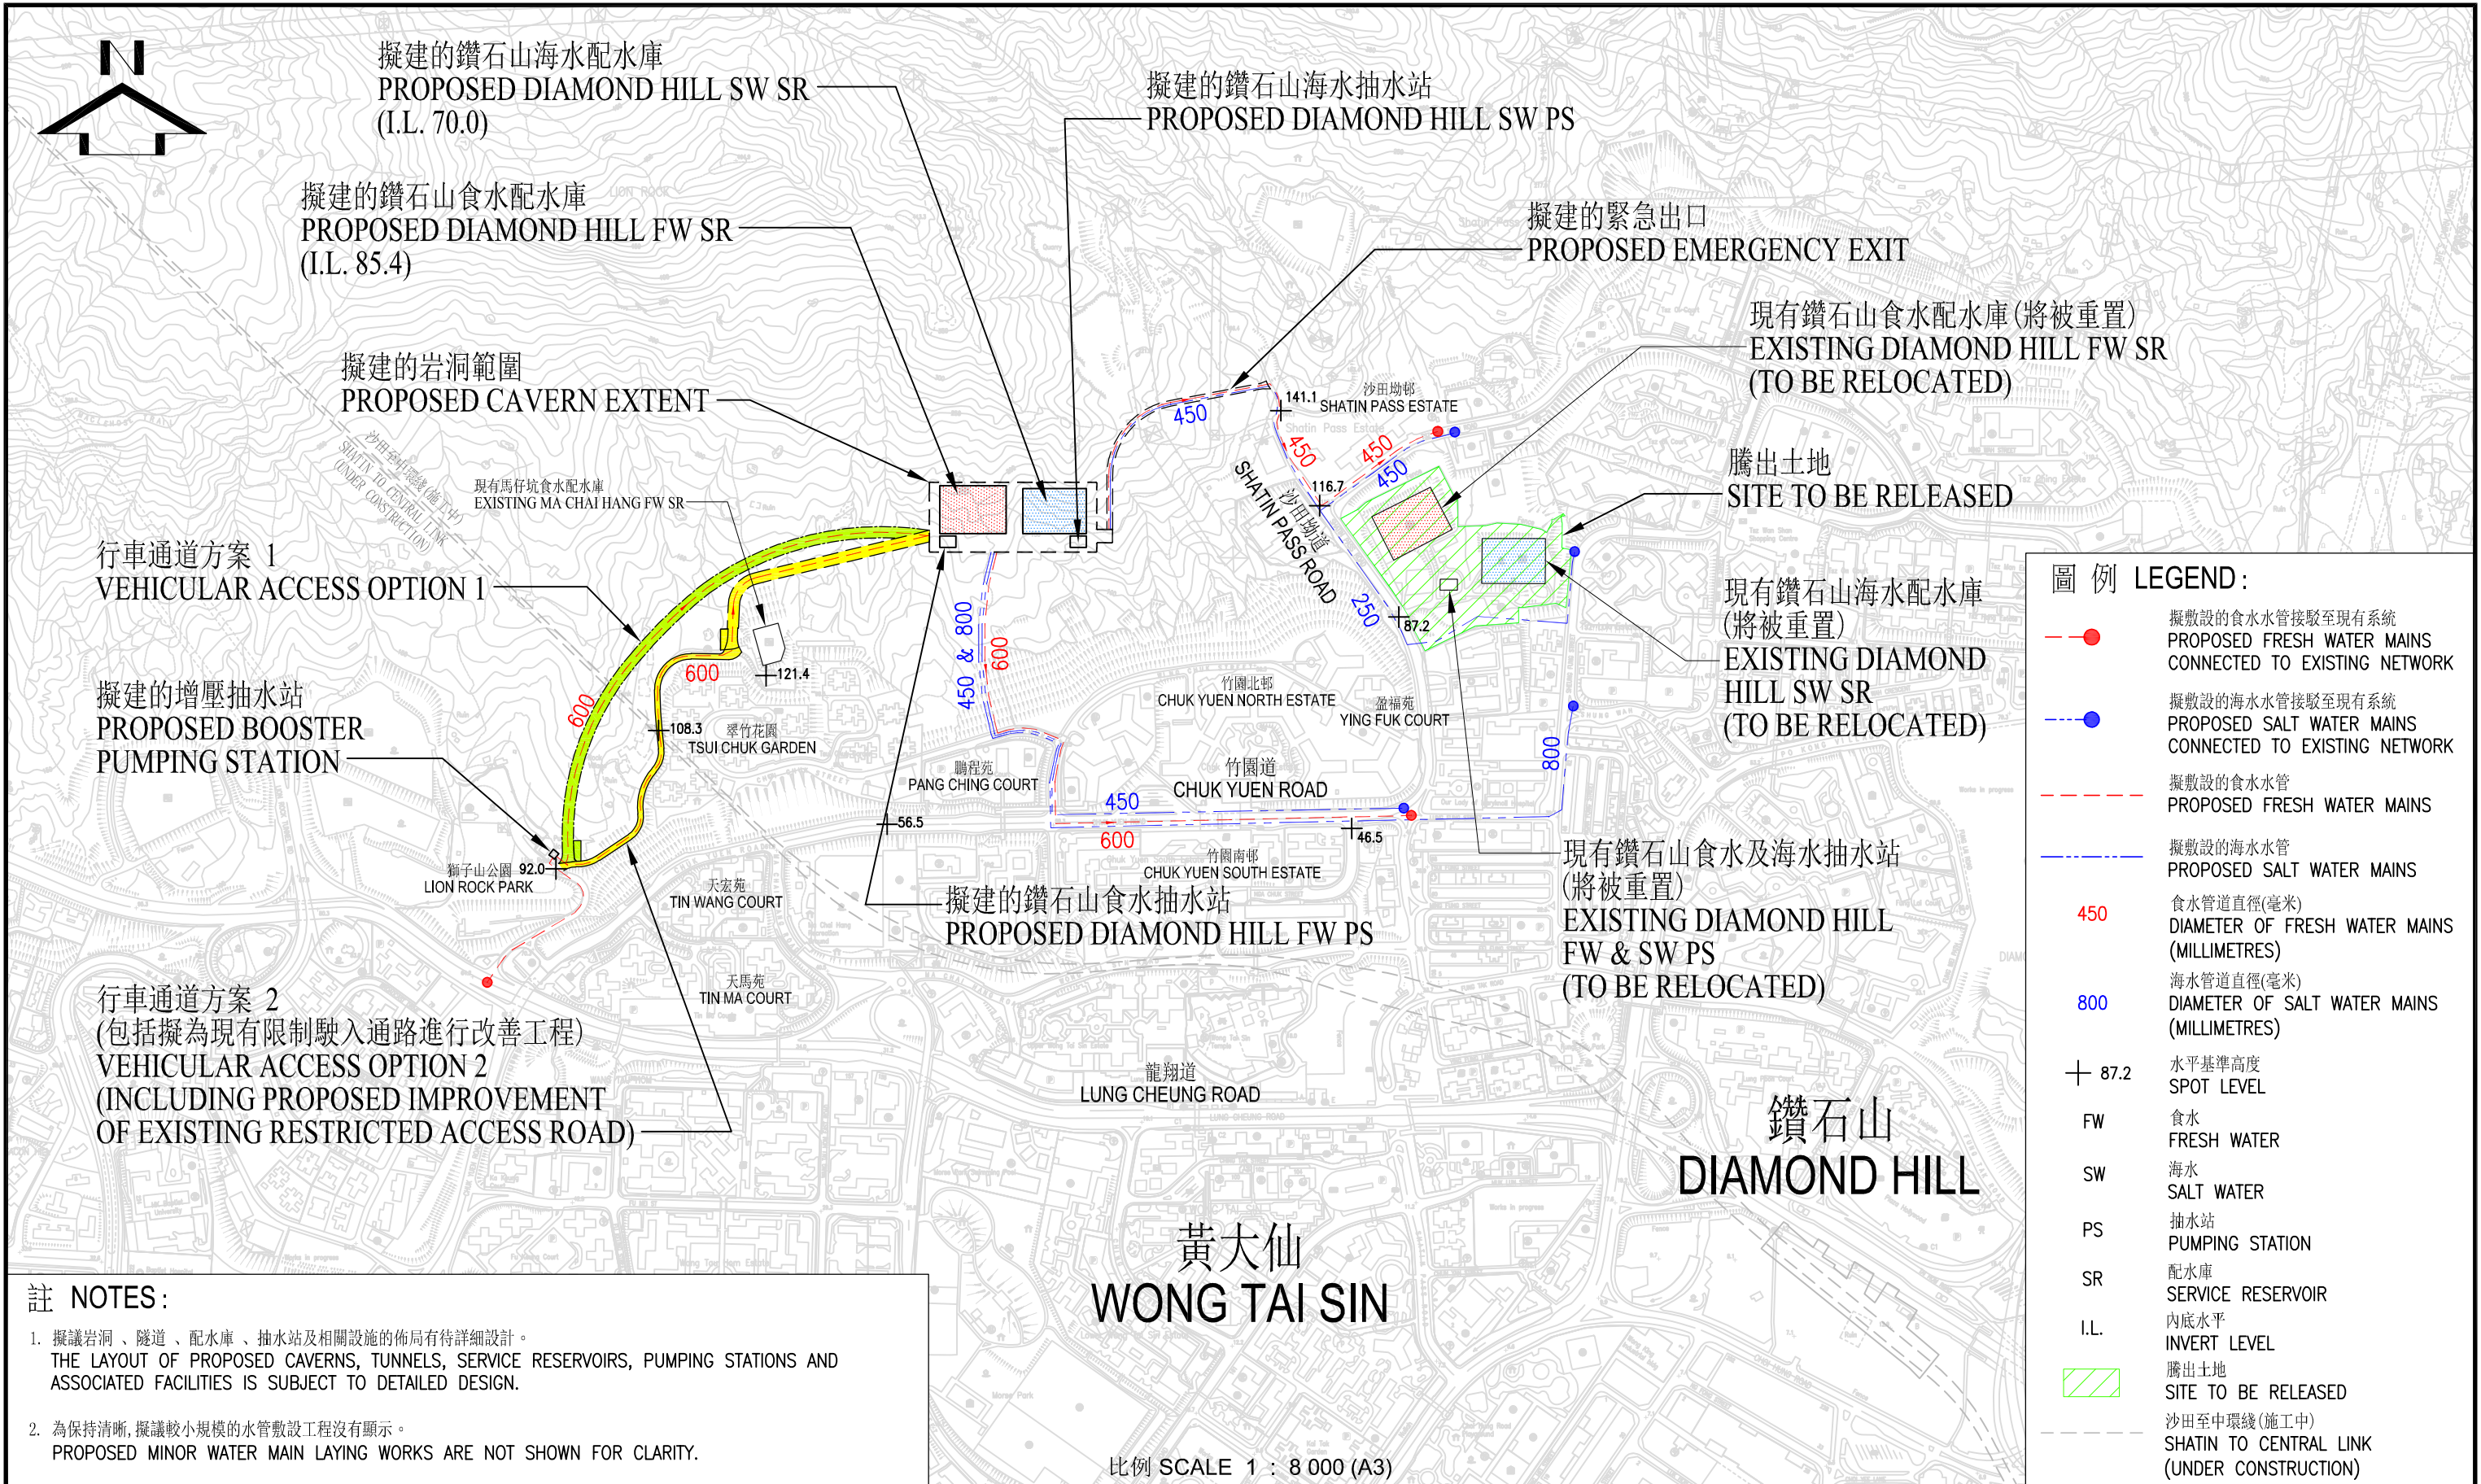 N
擬建的鑽石山海水配水庫
PROPOSED DIAMOND HILL SW SR
(I.L. 70.0)
擬建的鑽石山海水抽水站
PROPOSED DIAMOND HILL SW PS
擬建的鑽石山食水配水庫
PROPOSED DIAMOND HILL FW SR
(I.L. 85.4)
擬建的緊急出口
PROPOSED EMERGENCY EXIT
現有鑽石山食水配水庫(將被重置)
EXISTING DIAMOND HILL FW SR
(TO BE RELOCATED)
擬建的岩洞範圍
PROPOSED CAVERN EXTENT
LION ROCK
沙田至中環綫(施工中)
SHATIN TO CENTRAL LINK
(UNDER CONSTRUCTION)
現有馬仔坑食水配水庫
EXISTING MA CHAI HANG FW SR
450
141.1
沙田坳邨
SHATIN PASS ESTATE
Shatin Pass Estate
450
450
450
116.7
沙田坳道
SHATIN PASS ROAD
騰出土地
SITE TO BE RELEASED
行車通道方案 1
VEHICULAR ACCESS OPTION 1
250
87.2
現有鑽石山海水配水庫
(將被重置)
EXISTING DIAMOND
HILL SW SR
(TO BE RELOCATED)
擬建的增壓抽水站
PROPOSED BOOSTER
PUMPING STATION
600
600
121.4
108.3
翠竹花園
TSUI CHUK GARDEN
450 & 800
600
竹園北邨
CHUK YUEN NORTH ESTATE
盈福苑
YING FUK COURT
鵬程苑
PANG CHING COURT
竹園道
CHUK YUEN ROAD
800
450
600
56.5
46.5
獅子山公園
LION ROCK PARK
92.0
天宏苑
TIN WANG COURT
竹園南邨
CHUK YUEN SOUTH ESTATE
擬建的鑽石山食水抽水站
PROPOSED DIAMOND HILL FW PS
現有鑽石山食水及海水抽水站
(將被重置)
EXISTING DIAMOND HILL
FW & SW PS
(TO BE RELOCATED)
天馬苑
TIN MA COURT
行車通道方案 2
(包括擬為現有限制駛入通路進行改善工程)
VEHICULAR ACCESS OPTION 2
(INCLUDING PROPOSED IMPROVEMENT
OF EXISTING RESTRICTED ACCESS ROAD)
龍翔道
LUNG CHEUNG ROAD
LUNG CHEUNG ROAD
鑽石山
DIAMOND HILL
黃大仙
WONG TAI SIN
Morse Park
比例 SCALE 1 : 8 000 (A3)
註 NOTES :
1. 擬議岩洞 、隧道 、配水庫 、抽水站及相關設施的佈局有待詳細設計。
THE LAYOUT OF PROPOSED CAVERNS, TUNNELS, SERVICE RESERVOIRS, PUMPING STATIONS AND
ASSOCIATED FACILITIES IS SUBJECT TO DETAILED DESIGN.
2. 為保持清晰,擬議較小規模的水管敷設工程沒有顯示。
PROPOSED MINOR WATER MAIN LAYING WORKS ARE NOT SHOWN FOR CLARITY.
圖 例 LEGEND :
擬敷設的食水水管接駁至現有系統
PROPOSED FRESH WATER MAINS
CONNECTED TO EXISTING NETWORK
擬敷設的海水水管接駁至現有系統
PROPOSED SALT WATER MAINS
CONNECTED TO EXISTING NETWORK
擬敷設的食水水管
PROPOSED FRESH WATER MAINS
擬敷設的海水水管
PROPOSED SALT WATER MAINS
450 食水管道直徑(毫米)
DIAMETER OF FRESH WATER MAINS
(MILLIMETRES)
800 海水管道直徑(毫米)
DIAMETER OF SALT WATER MAINS
(MILLIMETRES)
87.2 水平基準高度
SPOT LEVEL
FW 食水
FRESH WATER
SW 海水
SALT WATER
PS 抽水站
PUMPING STATION
SR 配水庫
SERVICE RESERVOIR
I.L. 內底水平
INVERT LEVEL
騰出土地
SITE TO BE RELEASED
沙田至中環綫(施工中)
SHATIN TO CENTRAL LINK
(UNDER CONSTRUCTION)